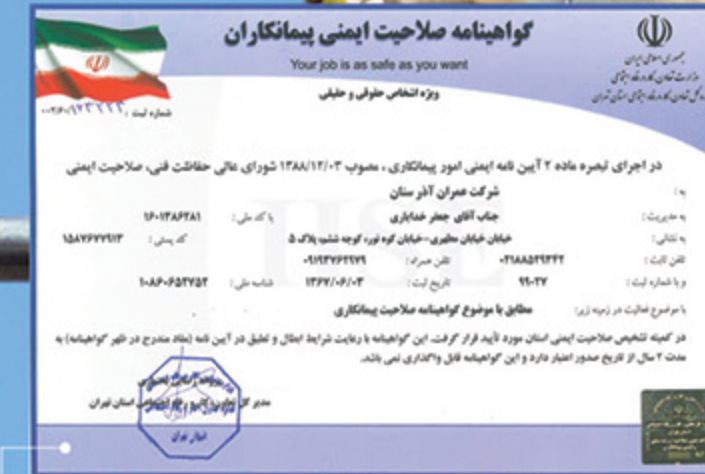 گواهینامه صلاحیت ایمنی پیمانکاران
Your job is as safe as you want
ویژه اشخاص حقوقی و حقیقی
جمهوری اسلامی ایران
وزارت تعاون، کار و رفاه اجتماعی
اداره کل تعاون، کار و رفاه اجتماعی استان تهران
شماره ثبت :
در اجرای تبصره ماده ۲ آیین نامه ایمنی امور پیمانکاری ، مصوب ۱۳۸۸/۱۲/۰۳ شورای عالی حفاظت فنی، صلاحیت ایمنی
به : شرکت عمران آذر ستان
به مدیریت : جناب آقای جعفر خدایاری با کد ملی : ۱۶۰۱۳۸۶۲۸۱
به نشانی : خیابان خیابان مطهری--خیابان کوه نور، کوچه ششم، پلاک ۵ کد پستی : ۱۵۸۷۶۷۷۹۱۳
تلفن ثابت : ۰۲۱۸۸۵۲۹۳۴۲ تلفن همراه : ۰۹۱۹۳۷۶۲۹۷۹
و با شماره ثبت : ۹۹۰۲۷ تاریخ ثبت : ۱۳۶۷/۰۶/۰۳ شناسه ملی : ۱۰۸۶۰۶۵۲۷۵۲
با موضوع فعالیت در زمینه زیر: مطابق با موضوع گواهینامه صلاحیت پیمانکاری
در کمیته تشخیص صلاحیت ایمنی استان مورد تأیید قرار گرفت. این گواهینامه با رعایت شرایط ابطال و تعلیق در آیین نامه (مفاد مندرج در ظهر گواهینامه) به
مدت ۲ سال از تاریخ صدور اعتبار دارد و این گواهینامه قابل واگذاری نمی باشد.
مدیر کل تعاون، کار و رفاه اجتماعی استان تهران
HSE